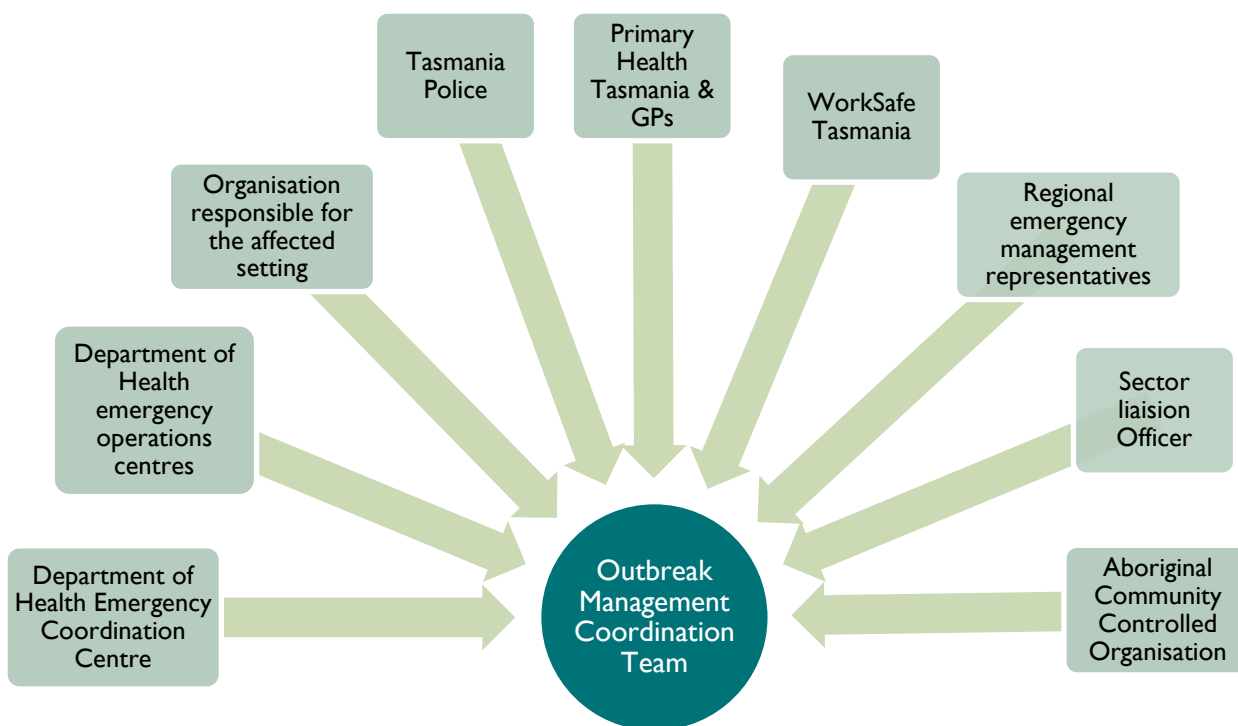 Tasmania
Police
Primary
Health
Tasmania &
GPs
WorkSafe
Tasmania
Organisation
responsible for
the affected
setting
Regional
emergency
management
representatives
Department of
Health
emergency
operations
centres
Sector
liaision
Officer
Department of
Health Emergency
Coordination
Centre
Outbreak
Management
Coordination
Team
Aboriginal
Community
Controlled
Organisation